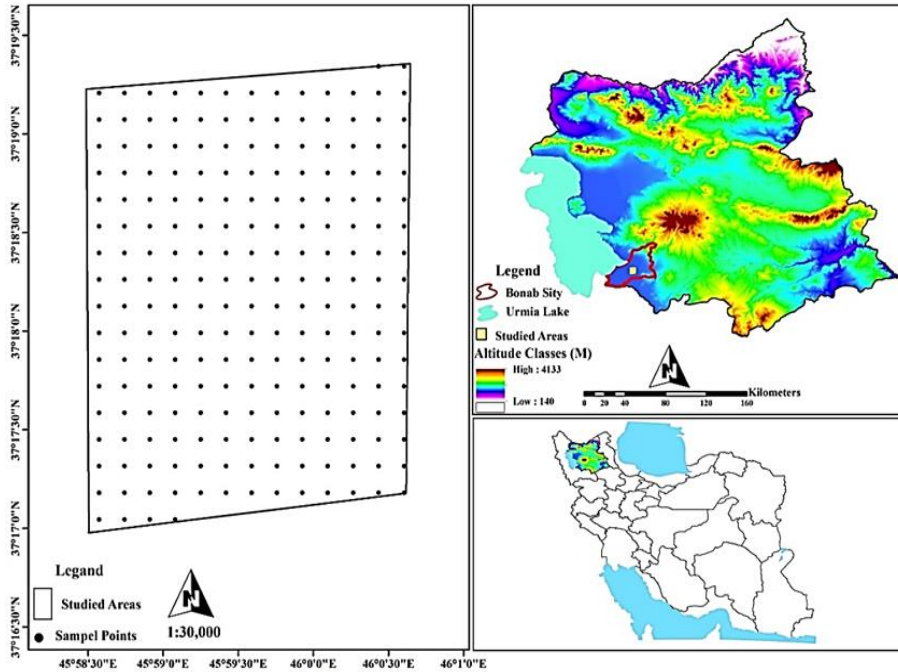 37°19'30"N
37°19'0"N
37°18'30"N
37°18'0"N
37°17'30"N
37°17'0"N
37°16'30"N
Legand
Studied Areas
Sampel Points
N
1:30,000
45°58'30"E
45°59'0"E
45°59'30"E
46°0'0"E
46°0'30"E
46°1'0"E
Legend
Bonab Sity
Urmia Lake
Studied Areas
Altitude Classes (M)
High : 4133
Low : 140
N
Kilometers
0 20 40 80 120 160